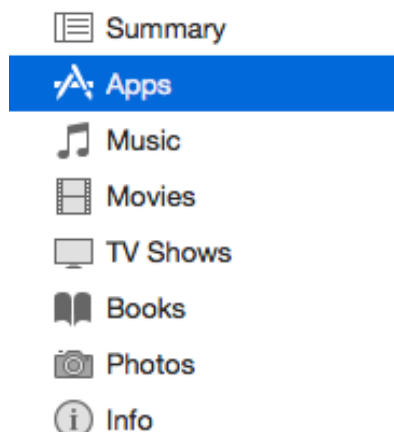 Summary
Apps
Music
Movies
TV Shows
Books
Photos
Info